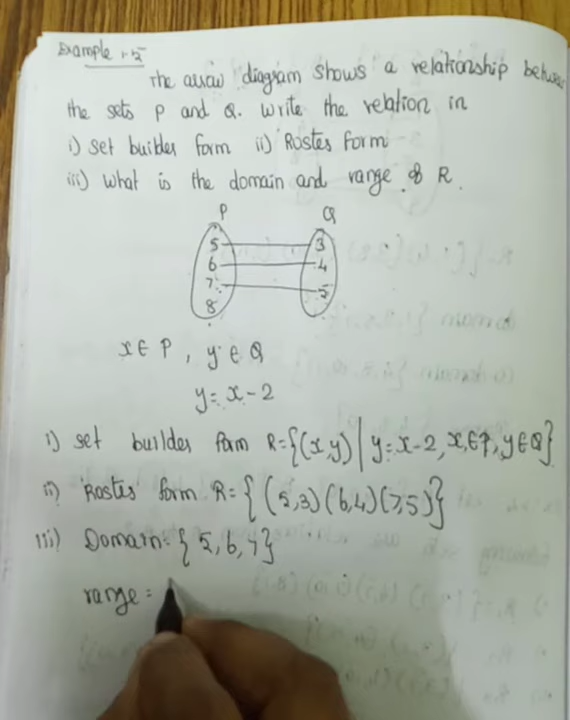 Example 1.5
The arrow diagram shows a relationship between
the sets P and Q. Write the relation in
i) set builder form ii) Roster form
iii) What is the domain and range of R.
P Q
5 3
6 4
7 5
8
x ∈ P, y ∈ Q
y = x - 2
i) set builder form R = {(x,y) | y = x-2, x ∈ P, y ∈ Q}
ii) Roster form R = {(5,3) (6,4) (7,5)}
iii) Domain = {5, 6, 7}
range =